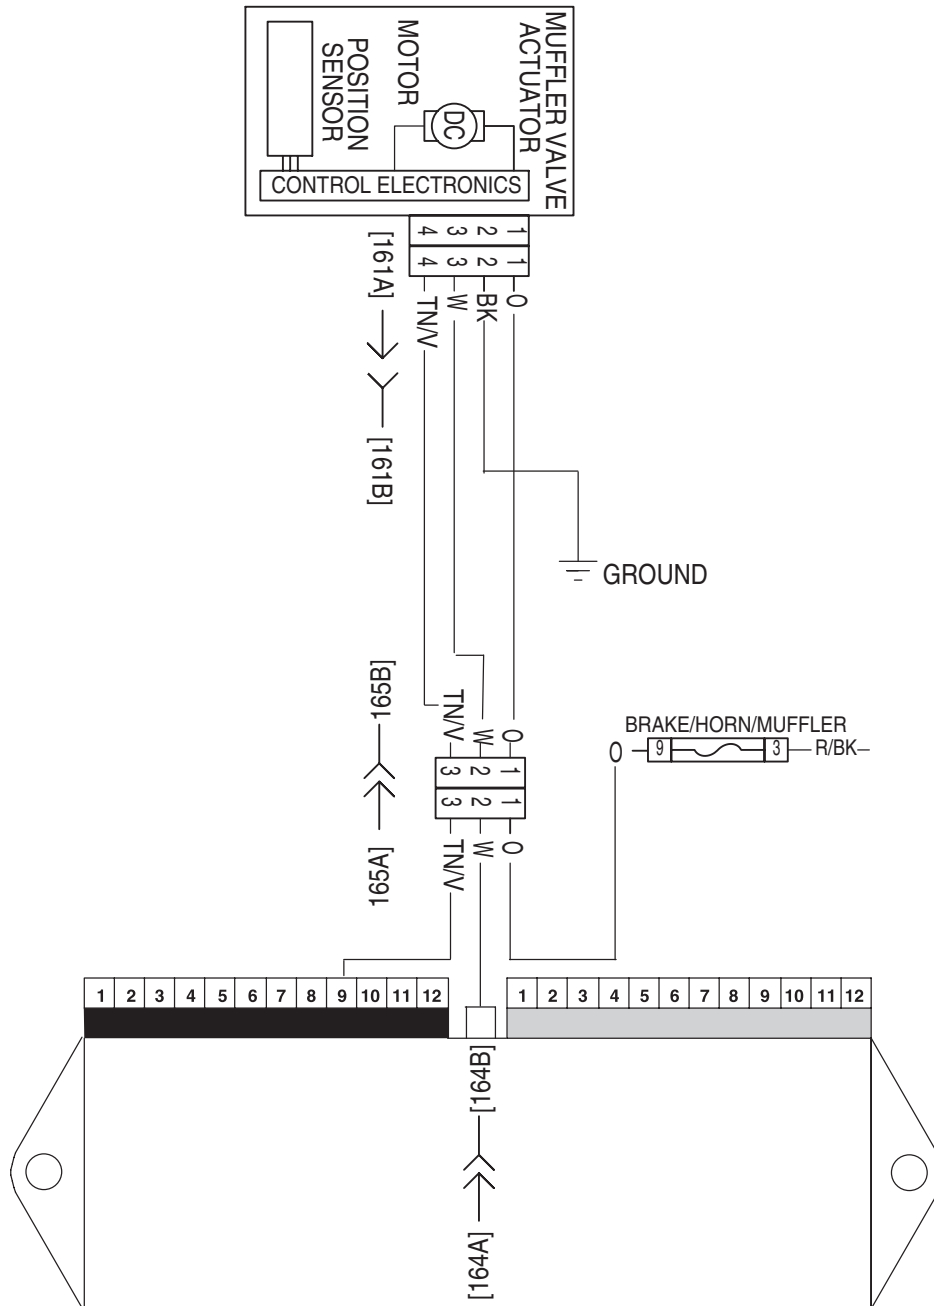 MUFFLER VALVE
ACTUATOR
MOTOR
DC
POSITION
SENSOR
CONTROL ELECTRONICS
4 3 2 1
4 3 2 1
TN/V W BK O
[161A]
[161B]
GROUND
[165B]
165A]
TN/V W O
3 2 1
3 2 1
TN/V W O
BRAKE/HORN/MUFFLER
O 9 3 R/BK
1 2 3 4 5 6 7 8 9 10 11 12
1 2 3 4 5 6 7 8 9 10 11 12
[164B]
[164A]